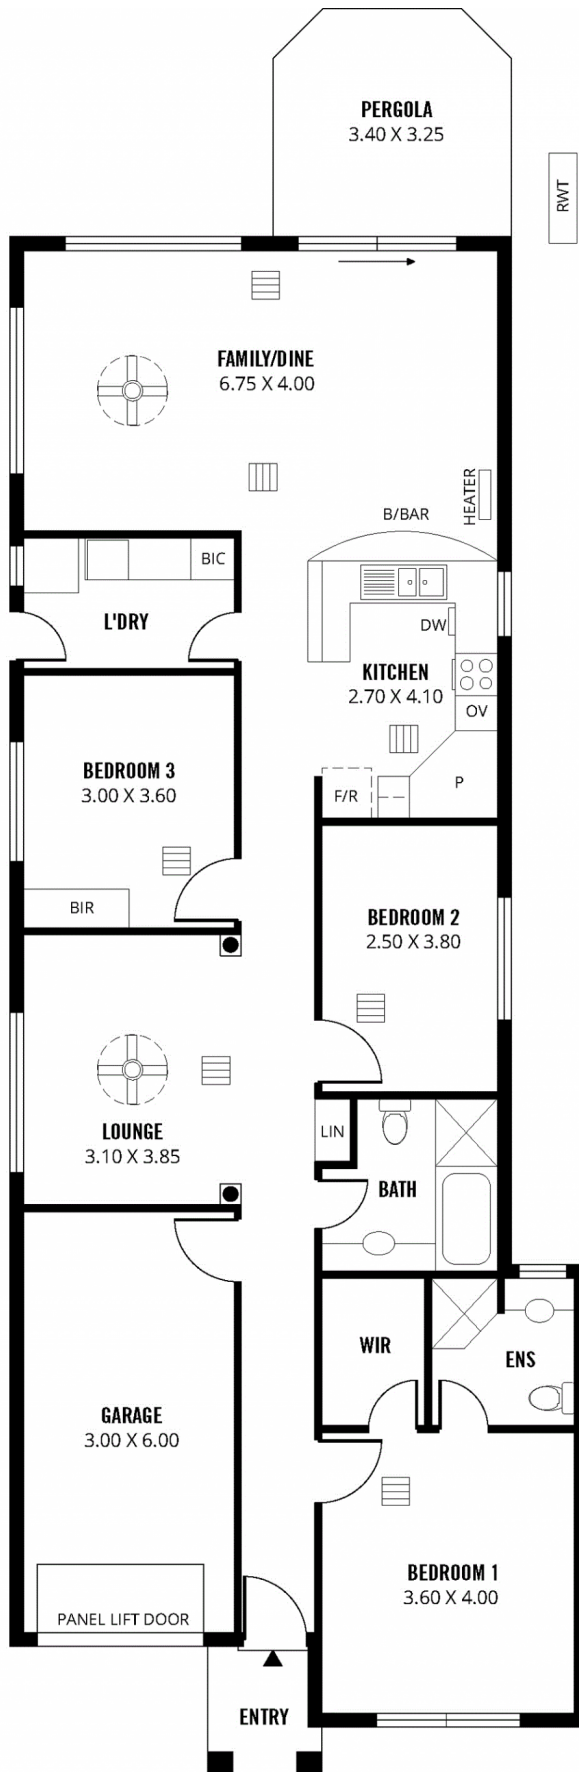 PERGOLA
3.40 X 3.25
RWT
FAMILY/DINE
6.75 X 4.00
HEATER
B/BAR
BIC
L'DRY
DW
KITCHEN
2.70 X 4.10
OV
P
F/R
BEDROOM 3
3.00 X 3.60
BIR
BEDROOM 2
2.50 X 3.80
LOUNGE
3.10 X 3.85
LIN
BATH
WIR
ENS
GARAGE
3.00 X 6.00
BEDROOM 1
3.60 X 4.00
PANEL LIFT DOOR
ENTRY